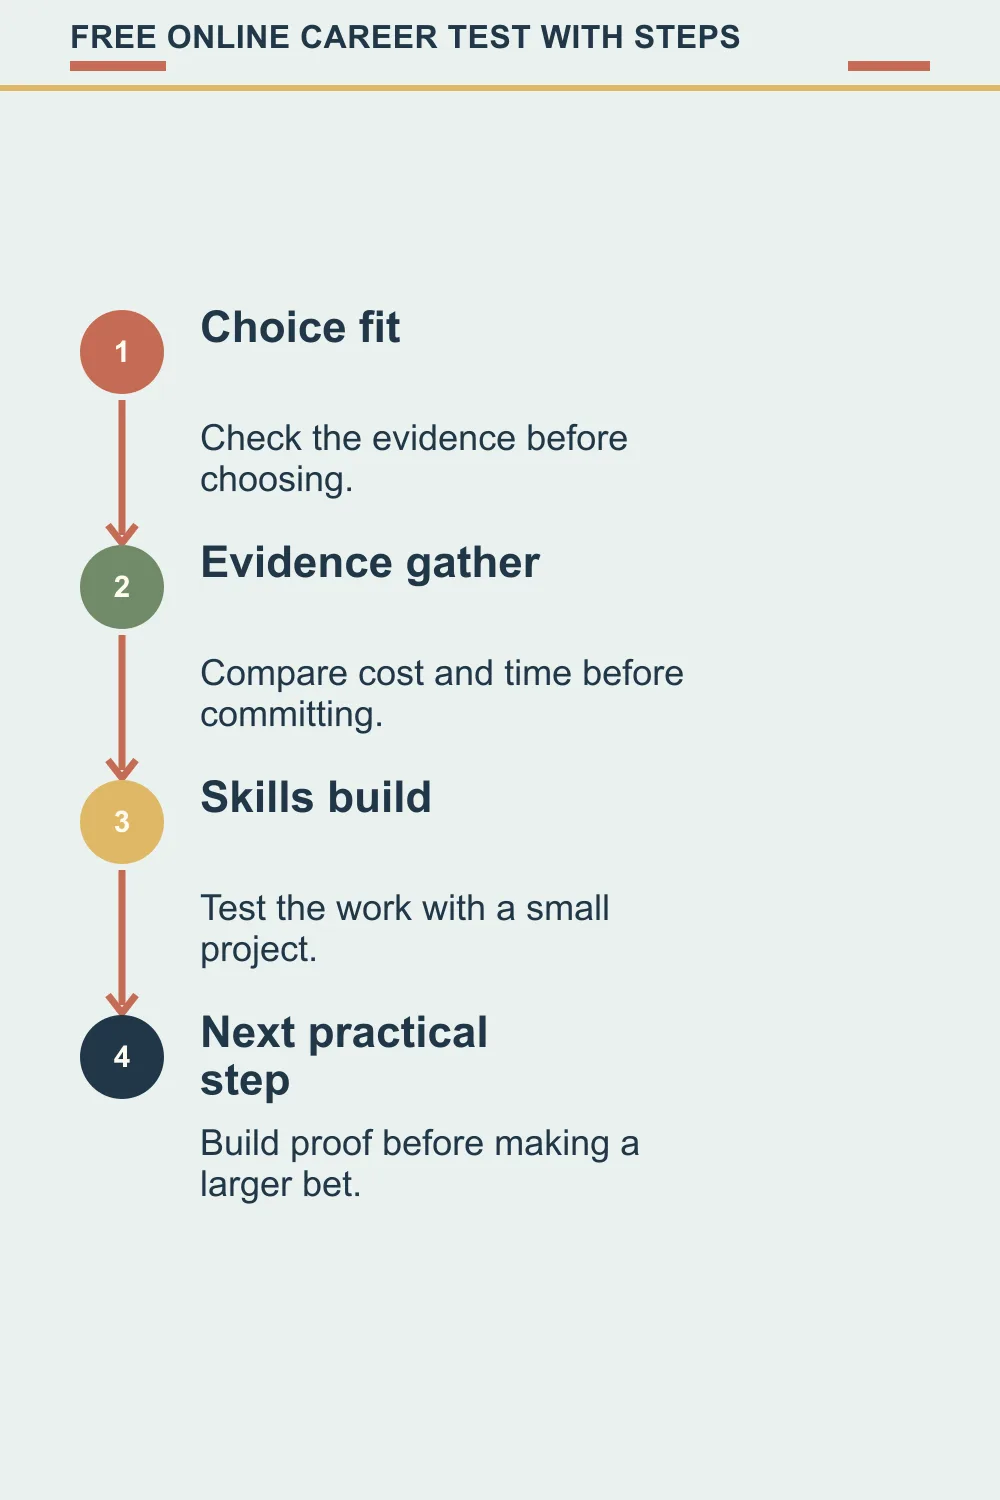 FREE ONLINE CAREER TEST WITH STEPS
1
Choice fit
Check the evidence before
choosing.
2
Evidence gather
Compare cost and time before
committing.
3
Skills build
Test the work with a small
project.
4
Next practical
step
Build proof before making a
larger bet.